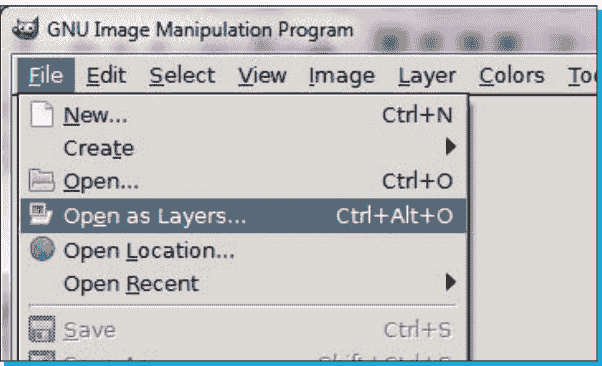 GNU Image Manipulation Program
File Edit Select View Image Layer Colors
New... Ctrl+N
Create
Open... Ctrl+O
Open as Layers... Ctrl+Alt+O
Open Location...
Open Recent
Save Ctrl+S